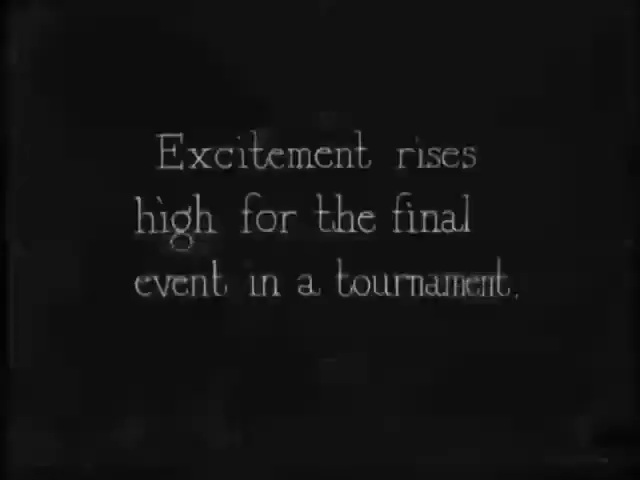 Excitement rises
high for the final
event in a tournament.